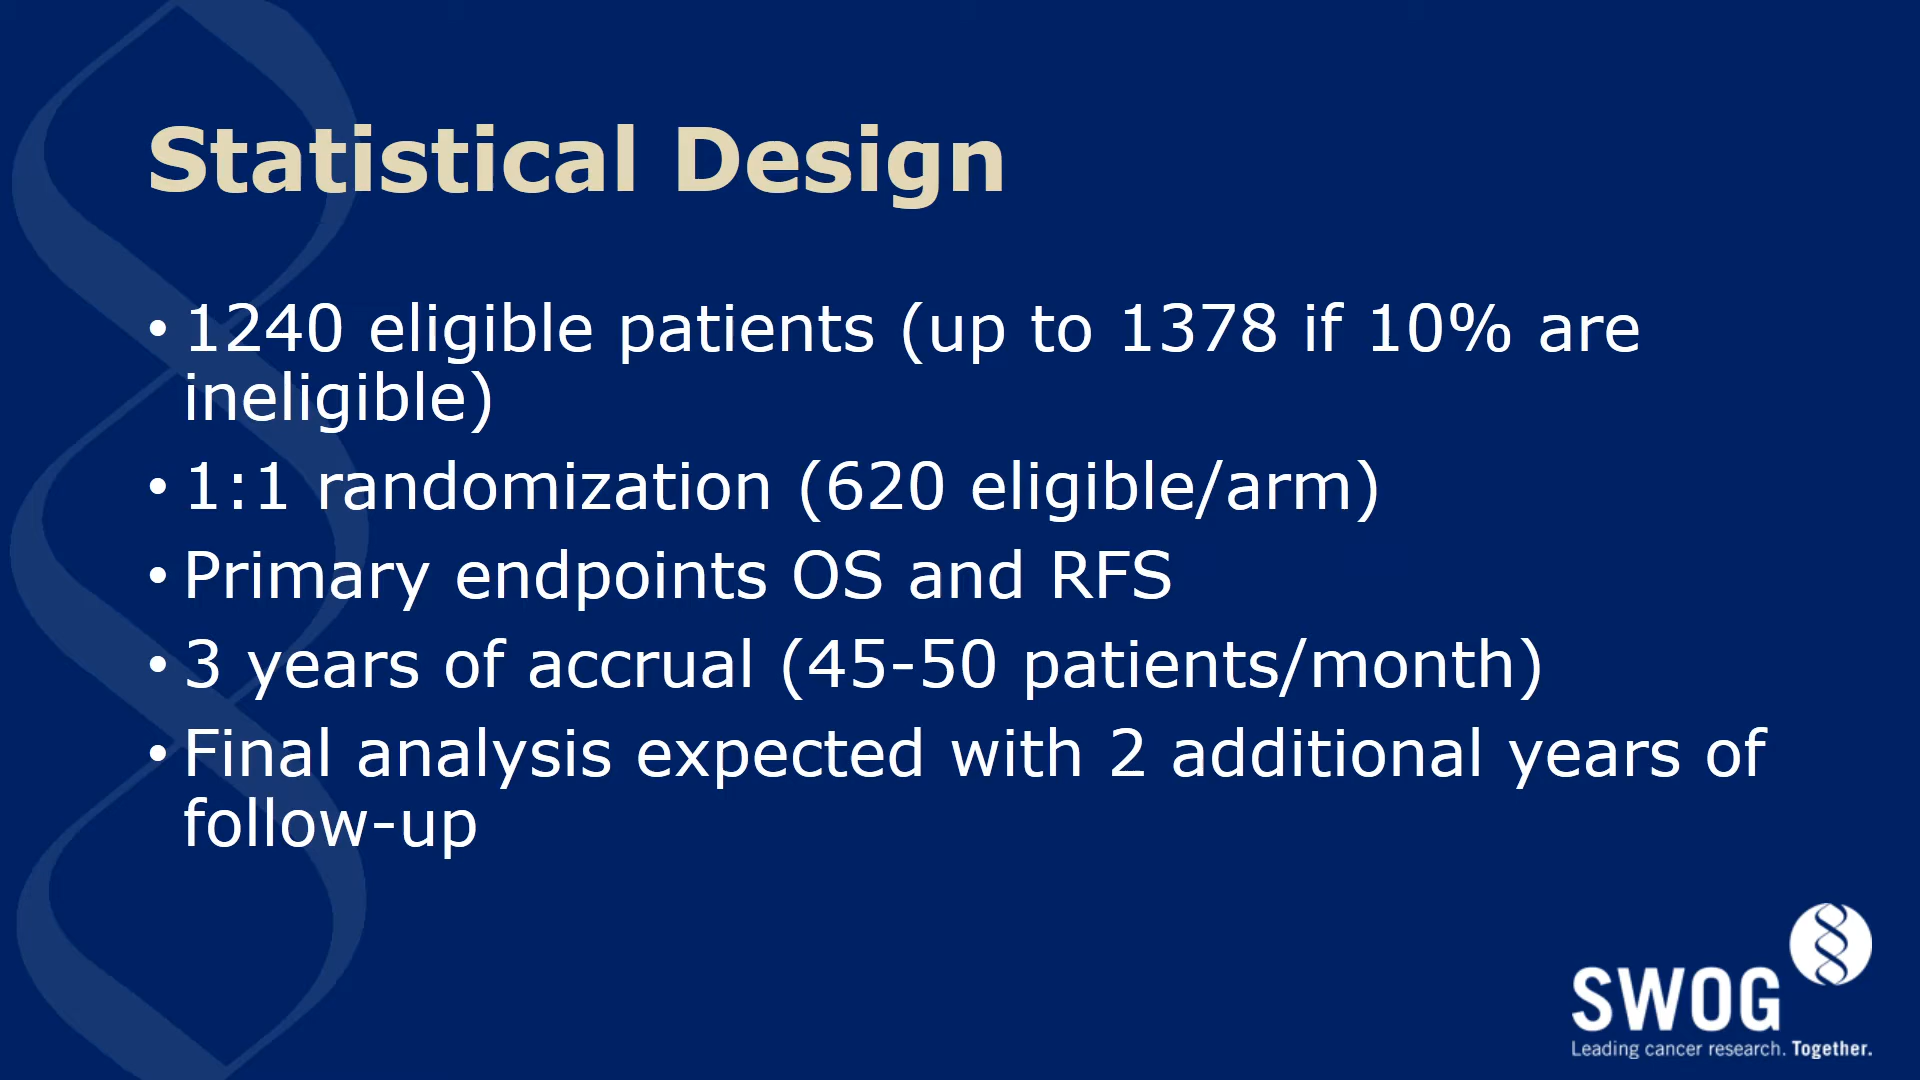 Statistical Design
• 1240 eligible patients (up to 1378 if 10% are
ineligible)
• 1:1 randomization (620 eligible/arm)
• Primary endpoints OS and RFS
• 3 years of accrual (45-50 patients/month)
• Final analysis expected with 2 additional years of
follow-up
SWOG
Leading cancer research. Together.